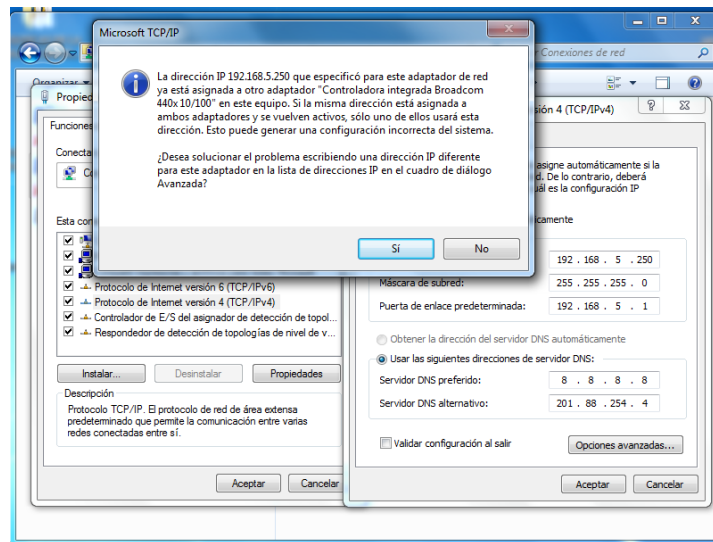 Microsoft TCP/IP
La dirección IP 192.168.5.250 que especificó para este adaptador de red
ya está asignada a otro adaptador "Controladora integrada Broadcom
440x 10/100" en este equipo. Si la misma dirección está asignada a
ambos adaptadores y se vuelven activos, sólo uno de ellos usará esta
dirección. Esto puede generar una configuración incorrecta del sistema.
¿Desea solucionar el problema escribiendo una dirección IP diferente
para este adaptador en la lista de direcciones IP en el cuadro de diálogo
Avanzada?
Sí
No
Conexiones de red
Organizar
Propied
Funciones
Conecta
Esta con
Protocolo de Internet versión 6 (TCP/IPv6)
Protocolo de Internet versión 4 (TCP/IPv4)
Controlador de E/S del asignador de detección de topol...
Respondedor de detección de topologías de nivel de v...
Instalar...
Desinstalar
Propiedades
Descripción
Protocolo TCP/IP. El protocolo de red de área extensa
predeterminado que permite la comunicación entre varias
redes conectadas entre sí.
Aceptar
Cancelar
sión 4 (TCP/IPv4)
asigne automáticamente si la
d. De lo contrario, deberá
uál es la configuración IP
icamente
192 . 168 . 5 . 250
Máscara de subred:
255 . 255 . 255 . 0
Puerta de enlace predeterminada:
192 . 168 . 5 . 1
Obtener la dirección del servidor DNS automáticamente
Usar las siguientes direcciones de servidor DNS:
Servidor DNS preferido:
8 . 8 . 8 . 8
Servidor DNS alternativo:
201 . 88 . 254 . 4
Validar configuración al salir
Opciones avanzadas...
Aceptar
Cancelar